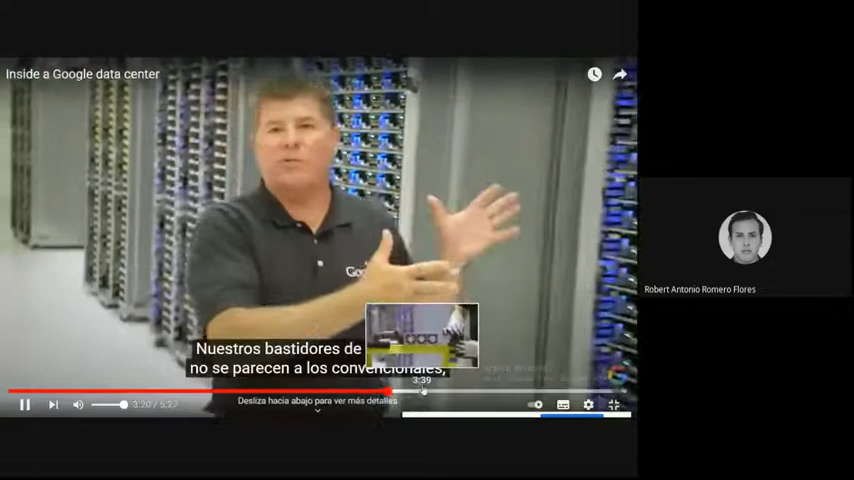 Inside a Google data center
Goo
Nuestros bastidores de
no se parecen a los convencionales,
3:39
3:20 / 5:27
Desliza hacia abajo para ver más detalles
Robert Antonio Romero Flores